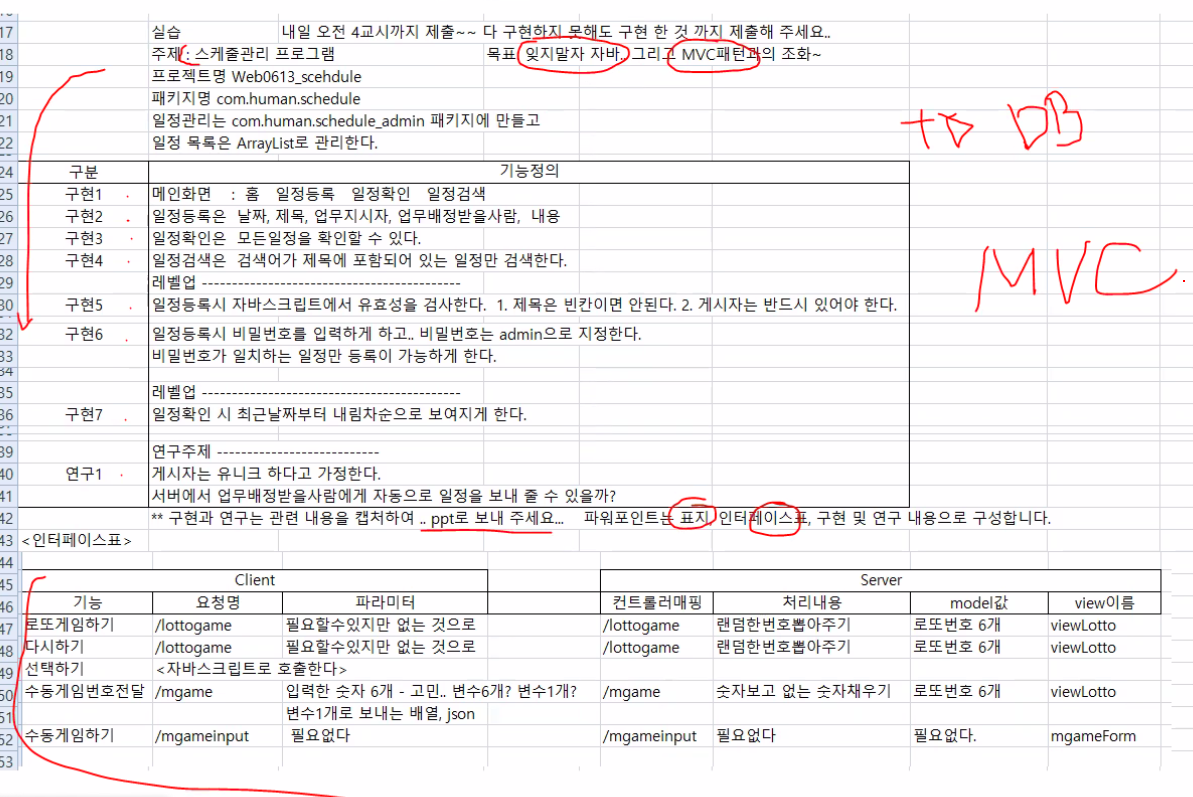 17 실습 내일 오전 4교시까지 제출~~ 다 구현하지 못해도 구현 한 것 까지 제출해 주세요..
18 주제 : 스케줄관리 프로그램 목표 잊지말자 자바.. 그리고 MVC패턴과의 조화~
19 프로젝트명 Web0613_scehdule
20 패키지명 com.human.schedule
21 일정관리는 com.human.schedule_admin 패키지에 만들고
22 일정 목록은 ArrayList로 관리한다.
DB
24 구분 기능정의
25 구현1 메인화면 : 홈 일정등록 일정확인 일정검색
26 구현2 일정등록은 날짜, 제목, 업무지시자, 업무배정받을사람, 내용
27 구현3 일정확인은 모든일정을 확인할 수 있다.
28 구현4 일정검색은 검색어가 제목에 포함되어 있는 일정만 검색한다.
MVC
29 레벨업 -------------------------------------------
30 구현5 일정등록시 자바스크립트에서 유효성을 검사한다. 1. 제목은 빈칸이면 안된다. 2. 게시자는 반드시 있어야 한다.
32 구현6 일정등록시 비밀번호를 입력하게 하고.. 비밀번호는 admin으로 지정한다.
33 비밀번호가 일치하는 일정만 등록이 가능하게 한다.
34
35 레벨업 -------------------------------------------
36 구현7 일정확인 시 최근날짜부터 내림차순으로 보여지게 한다.
39 연구주제 ---------------------------
40 연구1 게시자는 유니크 하다고 가정한다.
41 서버에서 업무배정받을사람에게 자동으로 일정을 보내 줄 수 있을까?
42 ** 구현과 연구는 관련 내용을 캡처하여 .. ppt로 보내 주세요... 파워포인트는 표지, 인터페이스표, 구현 및 연구 내용으로 구성합니다.
43 <인터페이스표>
44
45 Client Server
46 기능 요청명 파라미터 컨트롤러매핑 처리내용 model값 view이름
47 로또게임하기 /lottogame 필요할수있지만 없는 것으로 /lottogame 랜덤한번호뽑아주기 로또번호 6개 viewLotto
48 다시하기 /lottogame 필요할수있지만 없는 것으로 /lottogame 랜덤한번호뽑아주기 로또번호 6개 viewLotto
49 선택하기 <자바스크립트로 호출한다>
50 수동게임번호전달 /mgame 입력한 숫자 6개 - 고민.. 변수6개? 변수1개? /mgame 숫자보고 없는 숫자채우기 로또번호 6개 viewLotto
51 변수1개로 보내는 배열, json
52 수동게임하기 /mgameinput 필요없다 /mgameinput 필요없다 필요없다. mgameForm
53